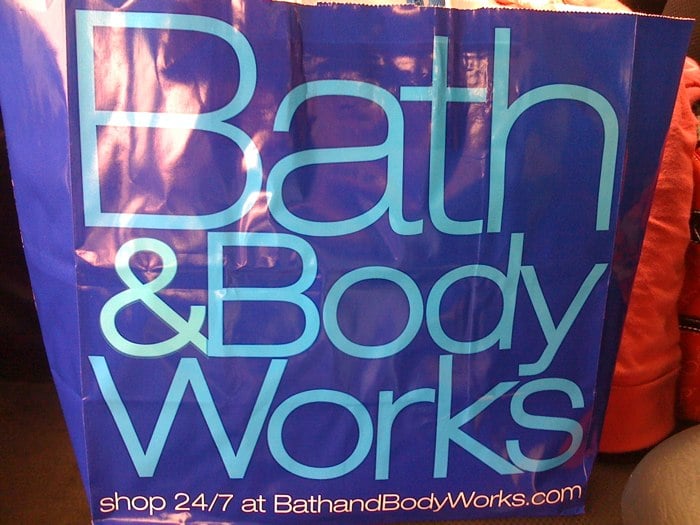 Bath
& Body
Works
shop 24/7 at BathandBodyWorks.com